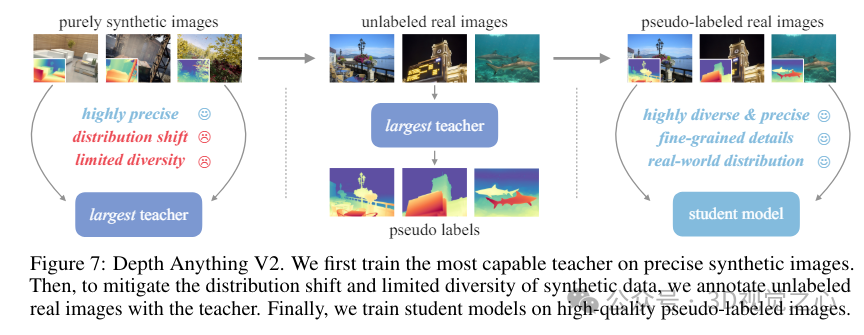 purely synthetic images
unlabeled real images
pseudo-labeled real images
highly precise
distribution shift
limited diversity
largest teacher
largest teacher
pseudo labels
highly diverse & precise
fine-grained details
real-world distribution
student model
Figure 7: Depth Anything V2. We first train the most capable teacher on precise synthetic images.
Then, to mitigate the distribution shift and limited diversity of synthetic data, we annotate unlabeled
real images with the teacher. Finally, we train student models on high-quality pseudo-labeled images.
公众号 · 3D视觉之心